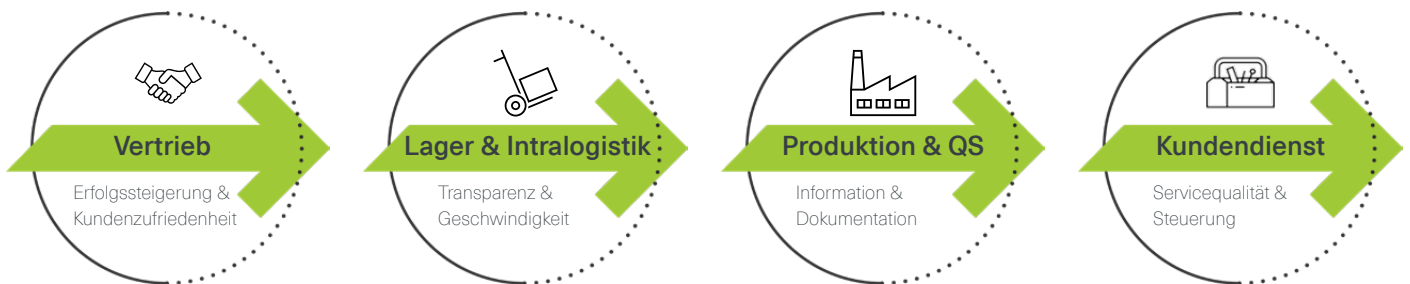 Vertrieb
Erfolgssteigerung &
Kundenzufriedenheit
Lager & Intralogistik
Transparenz &
Geschwindigkeit
Produktion & QS
Information &
Dokumentation
Kundendienst
Servicequalität &
Steuerung